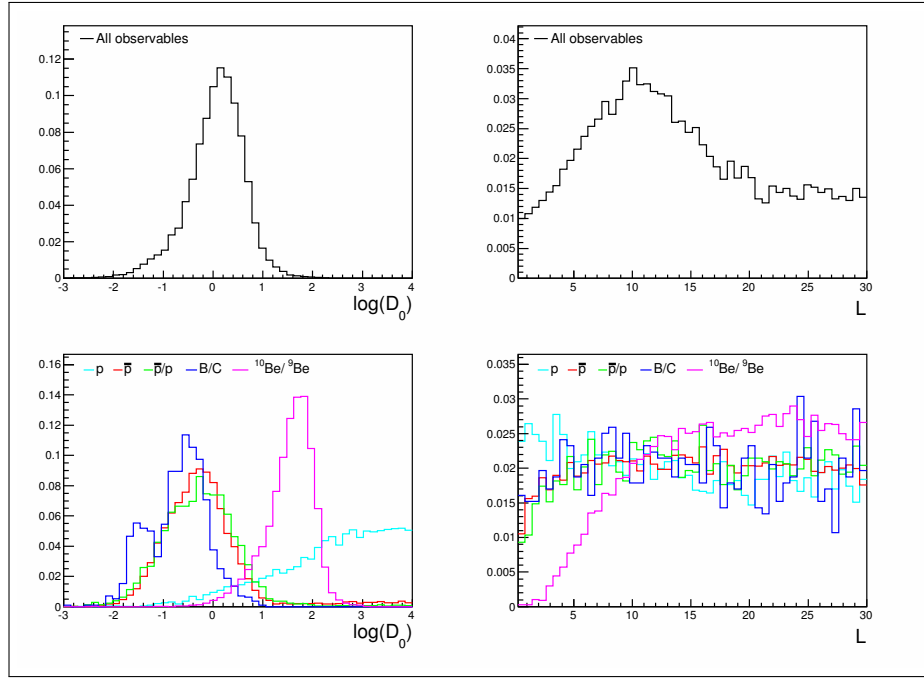 All observables
0.12
0.1
0.08
0.06
0.04
0.02
0
-3 -2 -1 0 1 2 3 4
log(D₀)
All observables
0.04
0.035
0.03
0.025
0.02
0.015
0.01
0.005
0
5 10 15 20 25 30
L
p p̅ p̅/p B/C ¹⁰Be/ ⁹Be
0.16
0.14
0.12
0.1
0.08
0.06
0.04
0.02
0
-3 -2 -1 0 1 2 3 4
log(D₀)
p p̅ p̅/p B/C ¹⁰Be/ ⁹Be
0.035
0.03
0.025
0.02
0.015
0.01
0.005
0
5 10 15 20 25 30
L